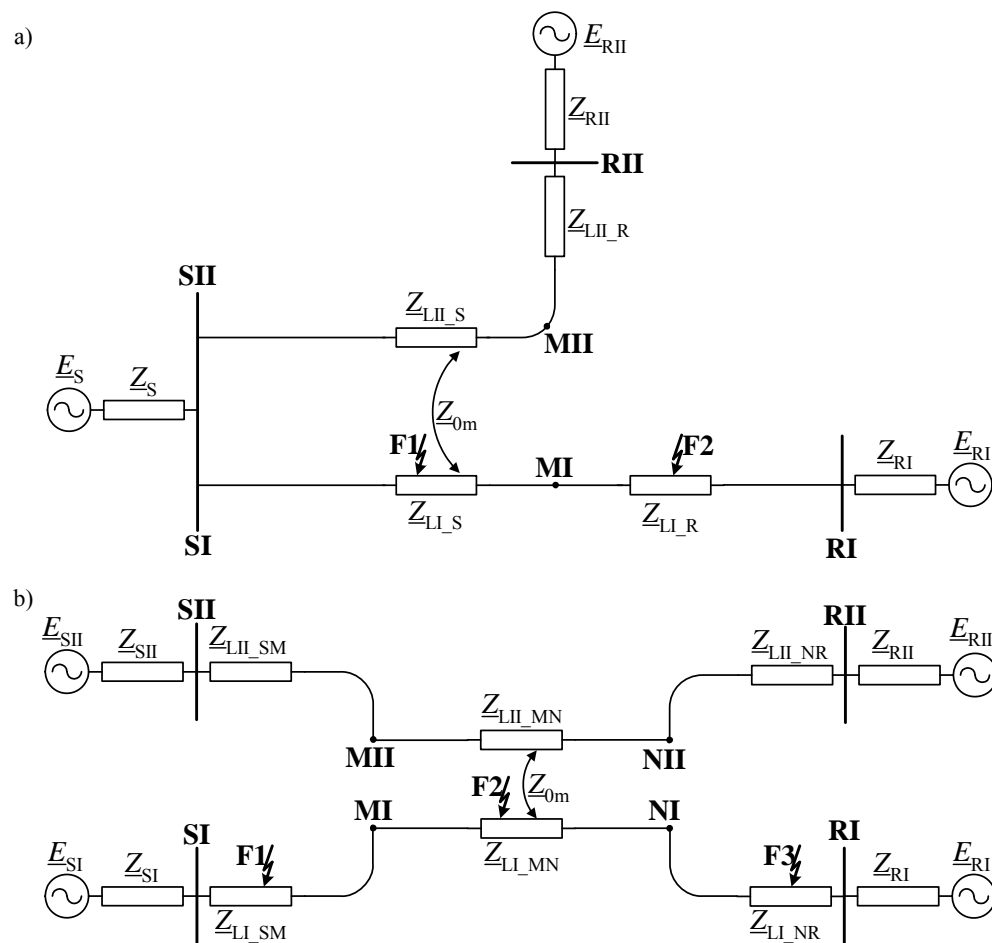 a)
E_RII
Z_RII
RII
Z_LII_R
SII
Z_LII_S
MII
E_S
Z_S
Z_0m
F1
MI
F2
Z_RI
E_RI
Z_LI_S
Z_LI_R
SI
RI
b)
SII
RII
E_SII
Z_SII
Z_LII_SM
Z_LII_NR
Z_RII
E_RII
Z_LII_MN
MII
NII
F2
Z_0m
MI
NI
SI
RI
E_SI
Z_SI
F1
Z_LI_MN
F3
Z_RI
E_RI
Z_LI_SM
Z_LI_NR